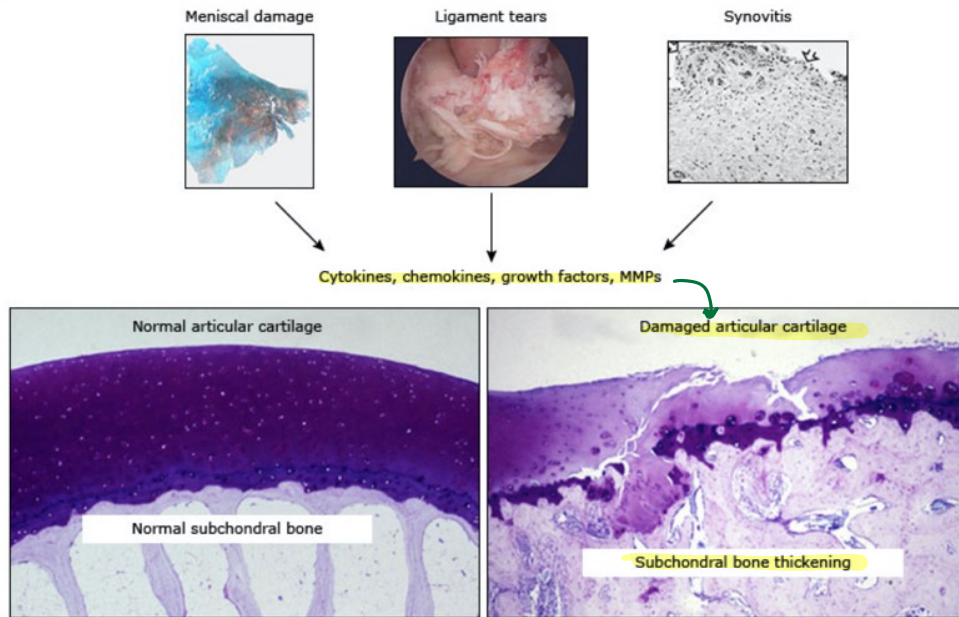 Meniscal damage
Ligament tears
Synovitis
Cytokines, chemokines, growth factors, MMPs
Normal articular cartilage
Damaged articular cartilage
Normal subchondral bone
Subchondral bone thickening